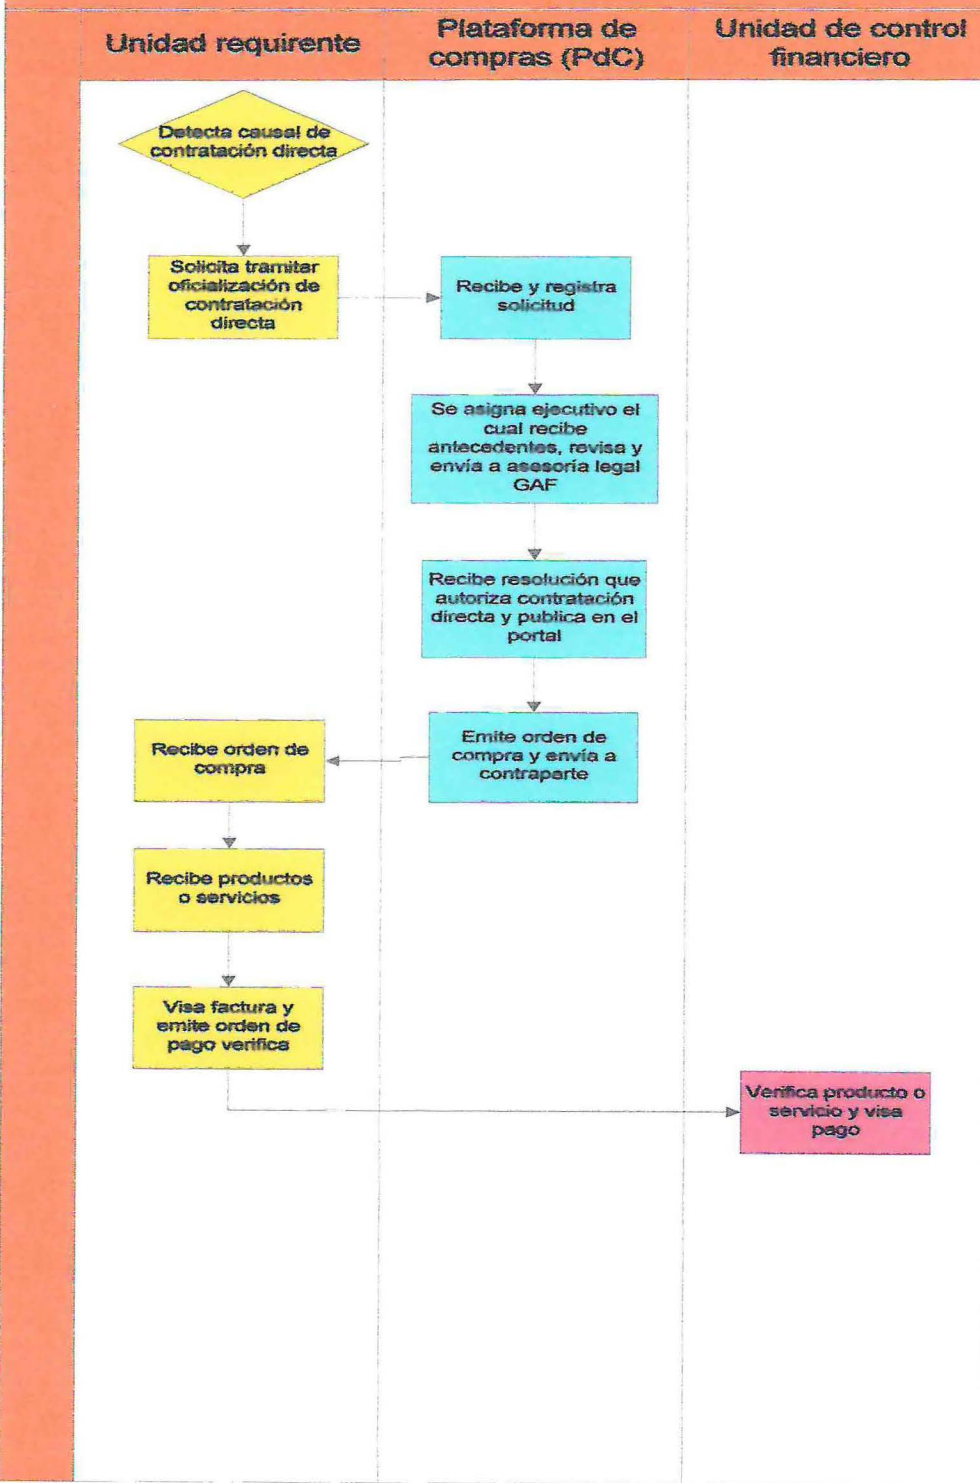 Unidad requirente
Plataforma de
compras (PdC)
Unidad de control
financiero
Detecta causal de
contratación directa
Solicita tramitar
oficialización de
contratación
directa
Recibe y registra
solicitud
Se asigna ejecutivo el
cual recibe
antecedentes, revisa y
envía a asesoría legal
GAF
Recibe resolución que
autoriza contratación
directa y publica en el
portal
Emite orden de
compra y envía a
contraparte
Recibe orden de
compra
Recibe productos
o servicios
Visa factura y
emite orden de
pago verifica
Verifica producto o
servicio y visa
pago